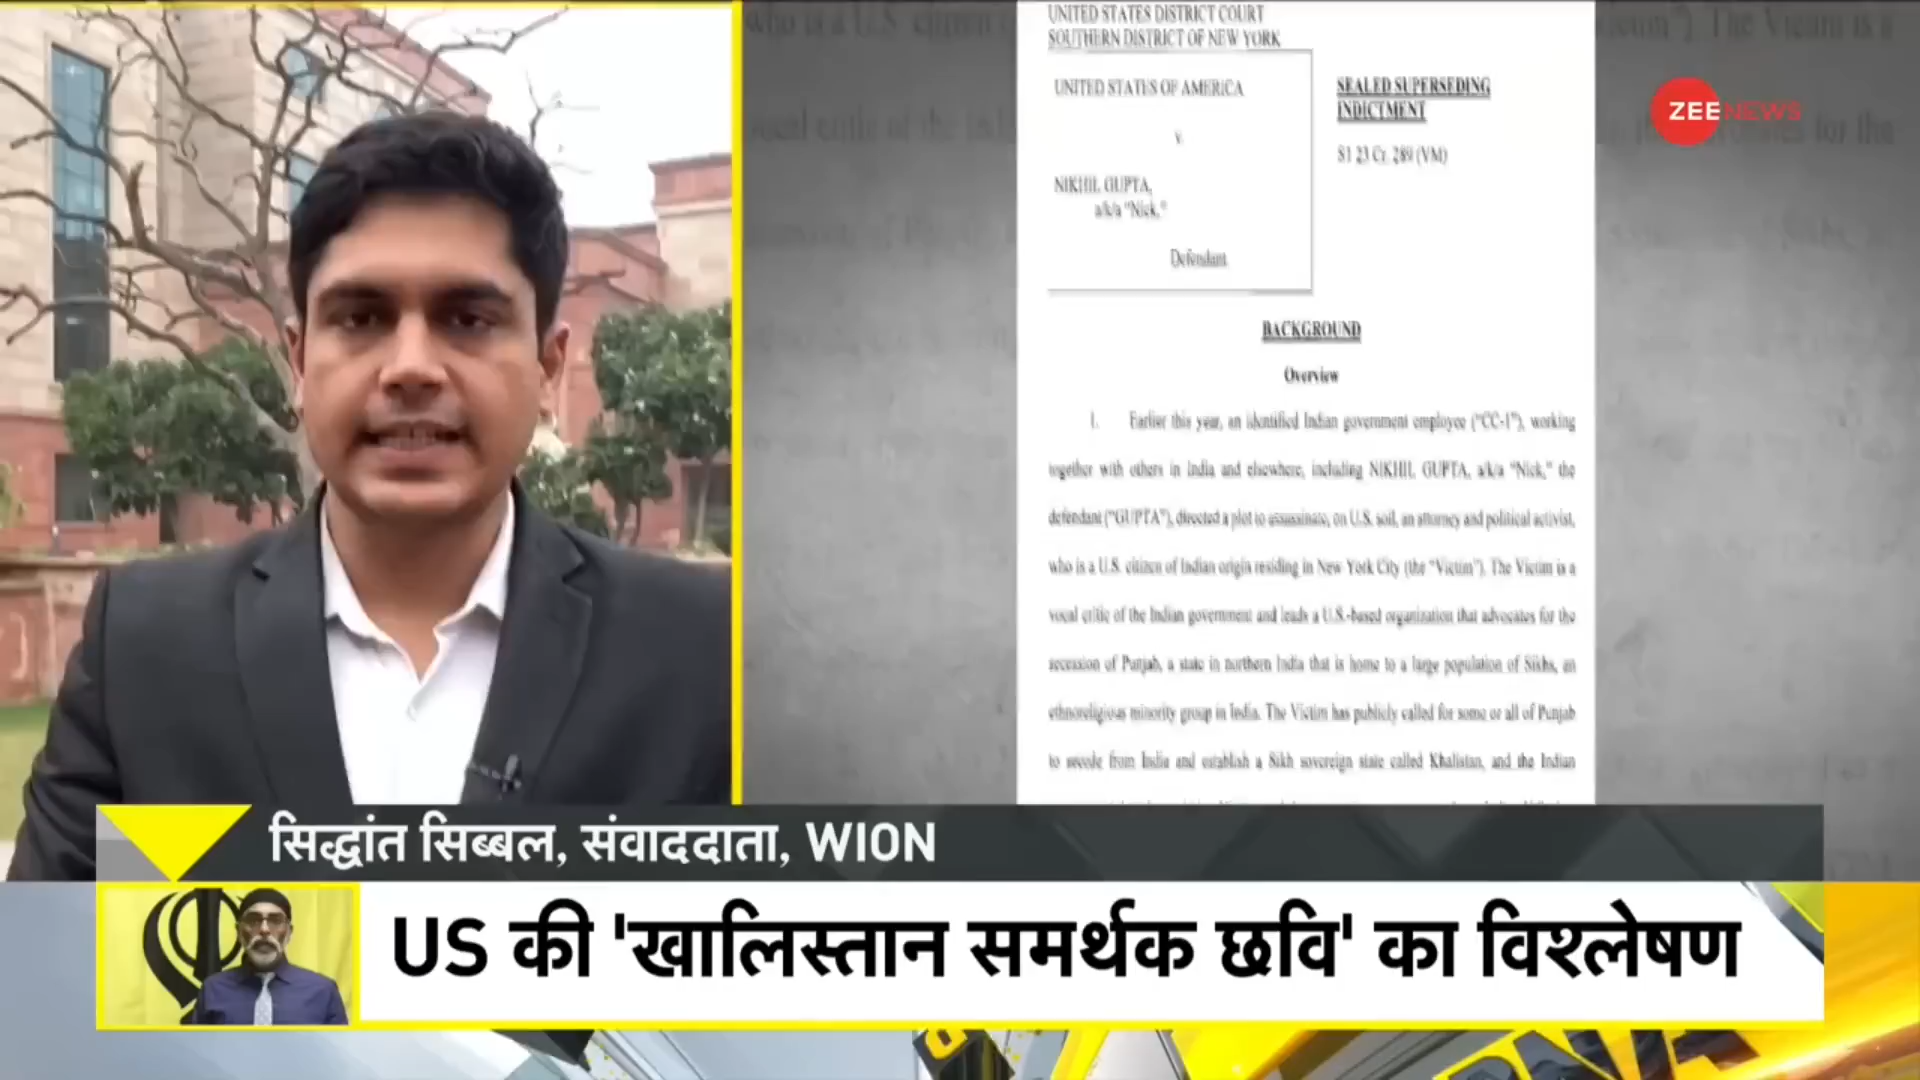 UNITED STATES DISTRICT COURT
SOUTHERN DISTRICT OF NEW YORK
UNITED STATES OF AMERICA
v.
NIKHIL GUPTA,
a/k/a "Nick,"
Defendant
SEALED SUPERSEDING
INDICTMENT
S1 23 Cr. 289 (VM)
ZEE NEWS
BACKGROUND
Overview
1. Earlier this year, an identified Indian government employee ("CC-1"), working
together with others in India and elsewhere, including NIKHIL GUPTA, a/k/a "Nick," the
defendant ("GUPTA"), directed a plot to assassinate, on U.S. soil, an attorney and political activist,
who is a U.S. citizen of Indian origin residing in New York City (the "Victim"). The Victim is a
vocal critic of the Indian government and leads a U.S.-based organization that advocates for the
secession of Punjab, a state in northern India that is home to a large population of Sikhs, an
ethnoreligious minority group in India. The Victim has publicly called for some or all of Punjab
to secede from India and establish a Sikh sovereign state called Khalistan, and the Indian
सिद्धांत सिब्बल, संवाददाता, WION
US की 'खालिस्तान समर्थक छवि' का विश्लेषण